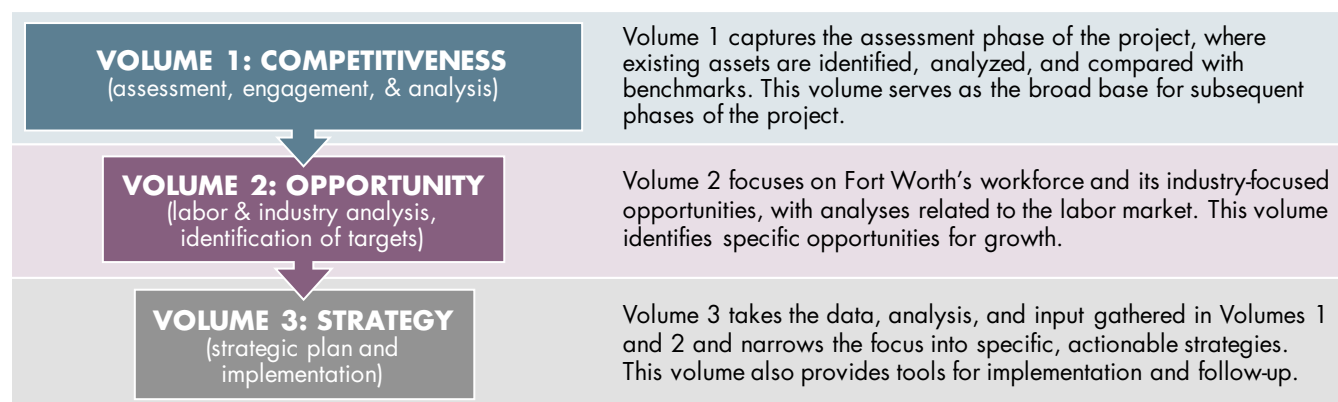 VOLUME 1: COMPETITIVENESS
(assessment, engagement, & analysis)
Volume 1 captures the assessment phase of the project, where
existing assets are identified, analyzed, and compared with
benchmarks. This volume serves as the broad base for subsequent
phases of the project.
VOLUME 2: OPPORTUNITY
(labor & industry analysis,
identification of targets)
Volume 2 focuses on Fort Worth's workforce and its industry-focused
opportunities, with analyses related to the labor market. This volume
identifies specific opportunities for growth.
VOLUME 3: STRATEGY
(strategic plan and
implementation)
Volume 3 takes the data, analysis, and input gathered in Volumes 1
and 2 and narrows the focus into specific, actionable strategies.
This volume also provides tools for implementation and follow-up.